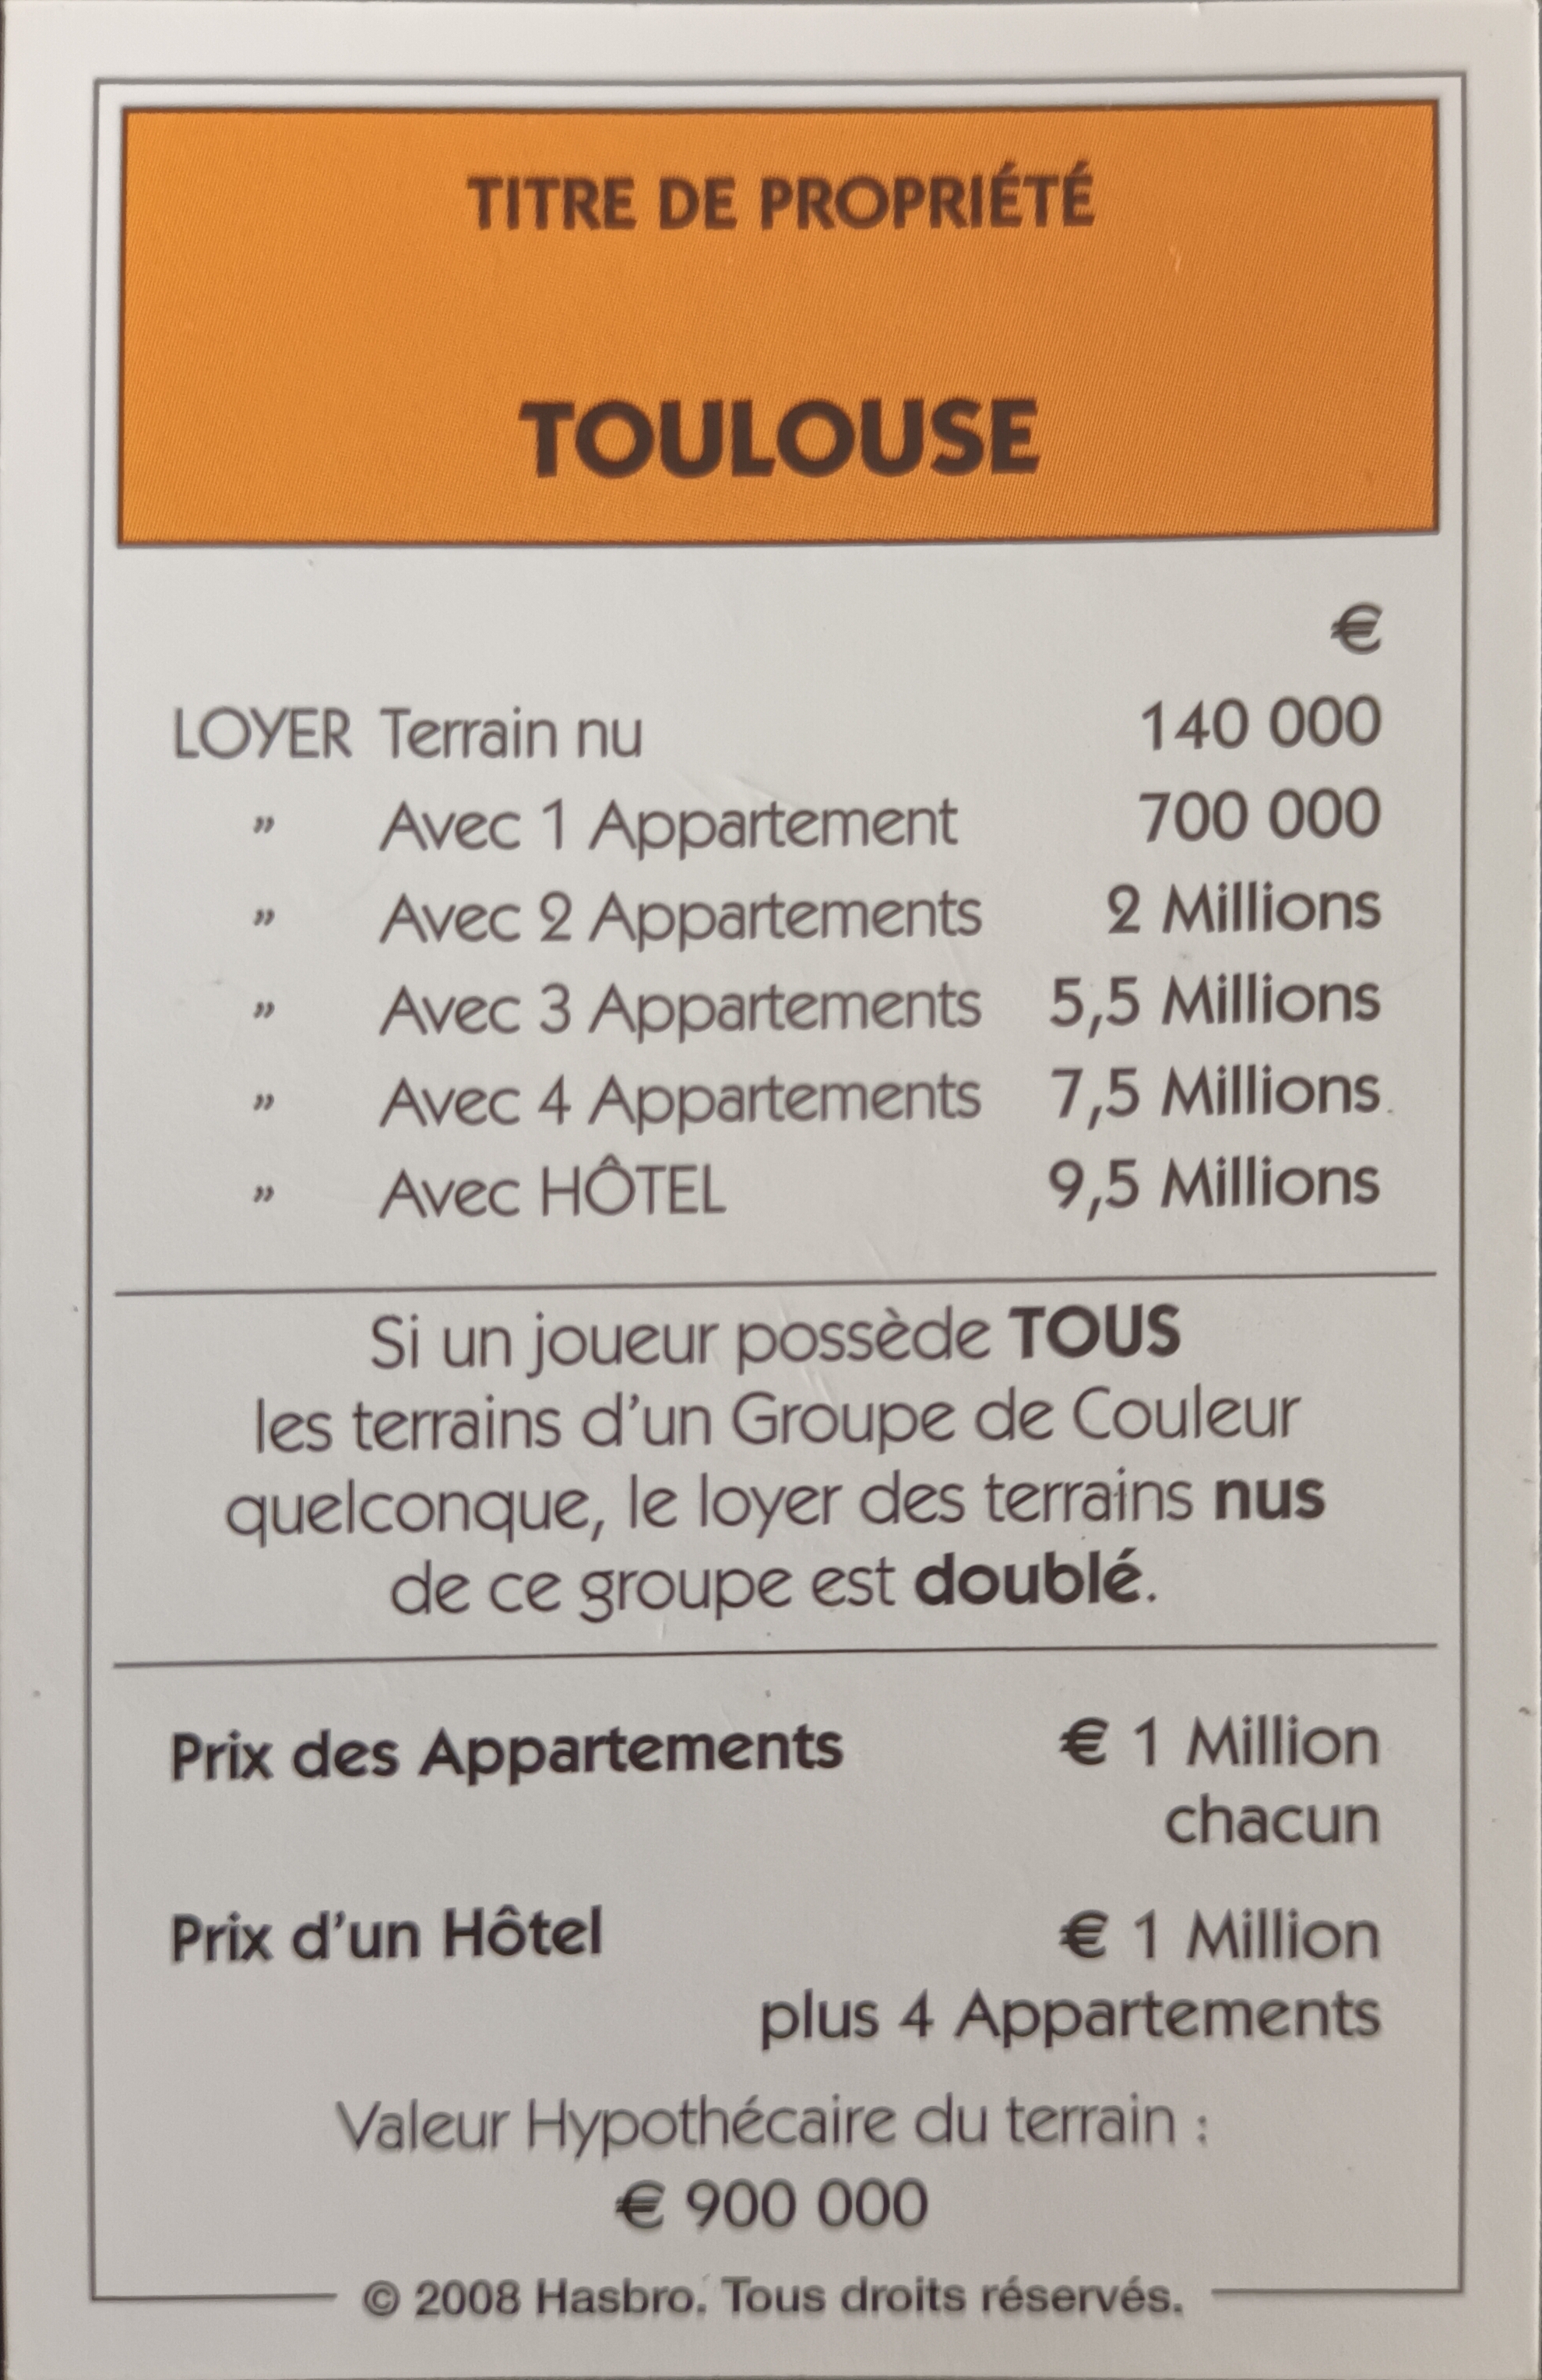 TITRE DE PROPRIÉTÉ
TOULOUSE
€
LOYER Terrain nu 140 000
" Avec 1 Appartement 700 000
" Avec 2 Appartements 2 Millions
" Avec 3 Appartements 5,5 Millions
" Avec 4 Appartements 7,5 Millions
" Avec HÔTEL 9,5 Millions
Si un joueur possède TOUS
les terrains d'un Groupe de Couleur
quelconque, le loyer des terrains nus
de ce groupe est doublé.
Prix des Appartements € 1 Million
chacun
Prix d'un Hôtel € 1 Million
plus 4 Appartements
Valeur Hypothécaire du terrain :
€ 900 000
© 2008 Hasbro. Tous droits réservés.